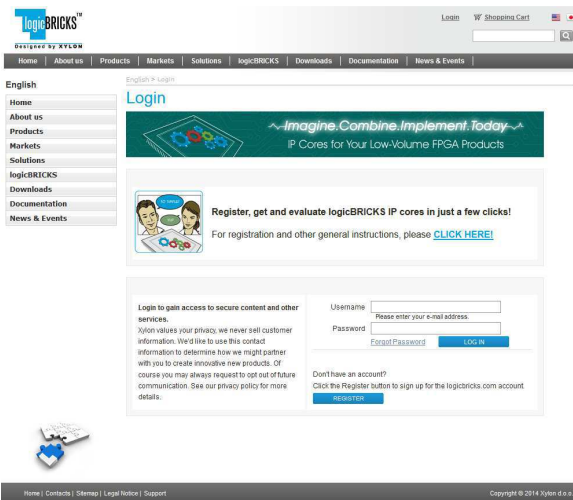 logicBRICKS™
Designed by XYLON
Login
Shopping Cart
Home | About us | Products | Markets | Solutions | logicBRICKS | Downloads | Documentation | News & Events |
English
Home
About us
Products
Markets
Solutions
logicBRICKS
Downloads
Documentation
News & Events
English > Login
Login
Imagine.Combine.Implement.Today
IP Cores for Your Low-Volume FPGA Products
Register, get and evaluate logicBRICKS IP cores in just a few clicks!
For registration and other general instructions, please CLICK HERE!
Login to gain access to secure content and other
services.
Xylon values your privacy, we never sell customer
information. We'd like to use this contact
information to determine how we might partner
with you to create innovative new products. Of
course you may always request to opt out of future
communication. See our privacy policy for more
details.
Username
Please enter your e-mail address.
Password
Forgot Password
LOG IN
Don't have an account?
Click the Register button to sign up for the logicbricks.com account
REGISTER
Home | Contacts | Sitemap | Legal Notice | Support
Copyright © 2014 Xylon d.o.o.